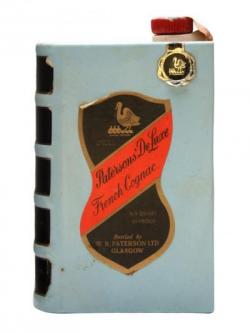 Patersons' De Luxe
French Cognac
Bottled by
W. R. PATERSON LTD
GLASGOW